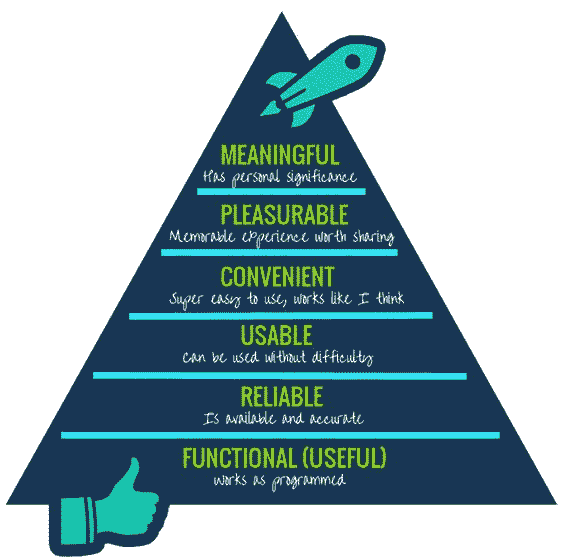 MEANINGFUL
Has personal significance
PLEASURABLE
Memorable experience worth sharing
CONVENIENT
Super easy to use, works like I think
USABLE
Can be used without difficulty
RELIABLE
Is available and accurate
FUNCTIONAL (USEFUL)
Works as programmed